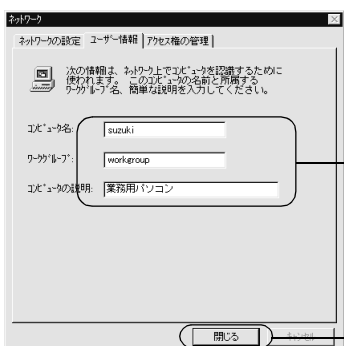 ネットワーク
ネットワークの設定 ユーザー情報 アクセス権の管理
次の情報は、ネットワーク上でコンピュータを認識するために
使われます。このコンピュータの名前と所属する
ワークグループ名、簡単な説明を入力してください。
コンピュータ名: suzuki
ワークグループ: workgroup
コンピュータの説明: 業務用パソコン
閉じる キャンセル